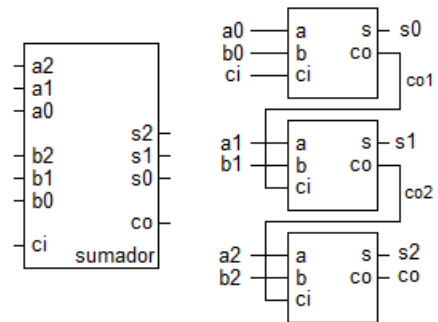 a2
a1
a0
s2
b2 s1
b1 s0
b0
co
ci
sumador
a0 a s s0
b0 b co
ci ci
co1
a1 a s s1
b1 b co
ci
co2
a2 a s s2
b2 b co co
ci